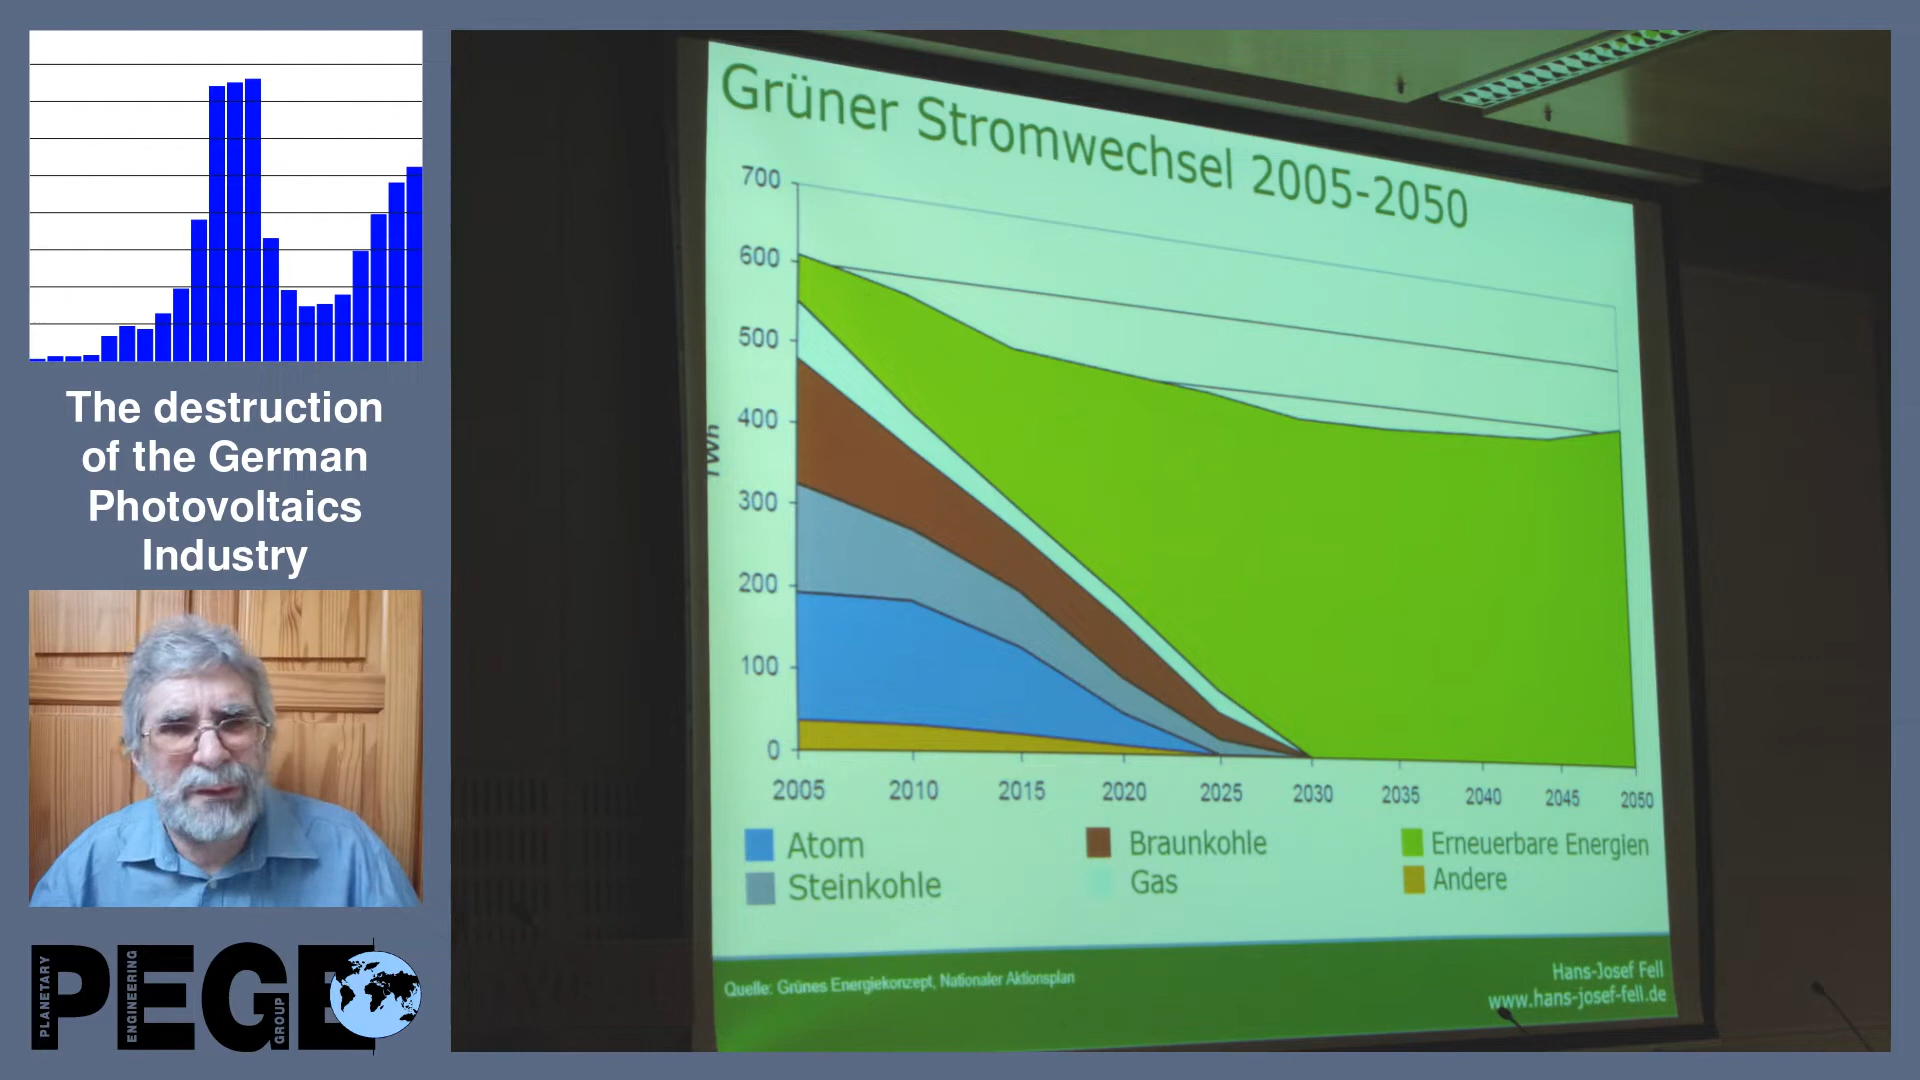 The destruction
of the German
Photovoltaics
Industry
PEGE
PLANETARY
ENGINEERING
GROUP
Grüner Stromwechsel 2005-2050
700
600
500
400
300
200
100
0
TWh
2005 2010 2015 2020 2025 2030 2035 2040 2045 2050
Atom Braunkohle Erneuerbare Energien
Steinkohle Gas Andere
Quelle: Grünes Energiekonzept, Nationaler Aktionsplan
Hans-Josef Fell
www.hans-josef-fell.de